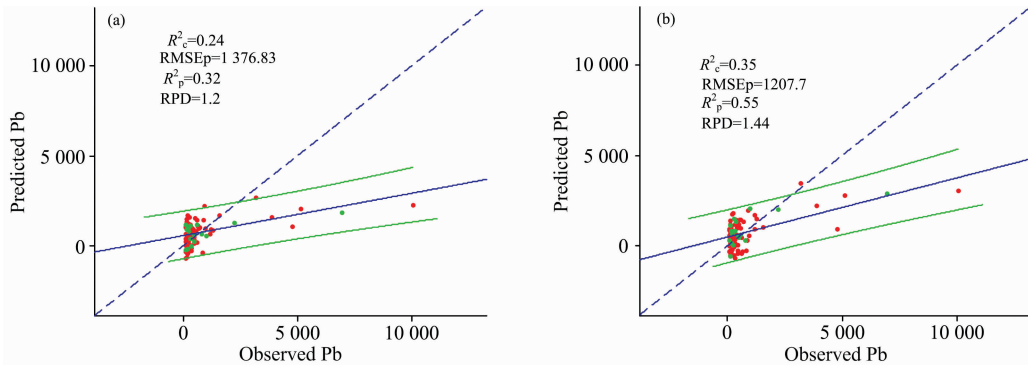 (a)
R²c=0.24
RMSEp=1 376.83
R²p=0.32
RPD=1.2
10 000
5 000
0
Predicted Pb
0 5 000 10 000
Observed Pb
(b)
R²c=0.35
RMSEp=1207.7
R²p=0.55
RPD=1.44
10 000
5 000
0
Predicted Pb
0 5 000 10 000
Observed Pb